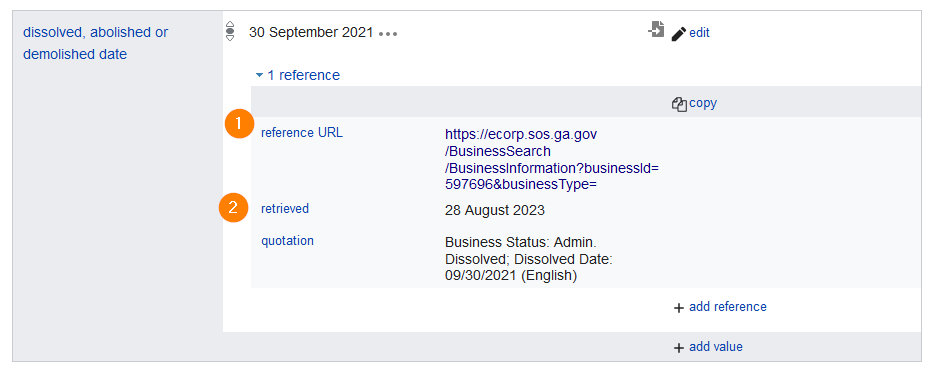 dissolved, abolished or
demolished date
30 September 2021
edit
1 reference
copy
1
reference URL
https://ecorp.sos.ga.gov
/BusinessSearch
/BusinessInformation?businessId=
597696&businessType=
2
retrieved
28 August 2023
quotation
Business Status: Admin.
Dissolved; Dissolved Date:
09/30/2021 (English)
+ add reference
+ add value